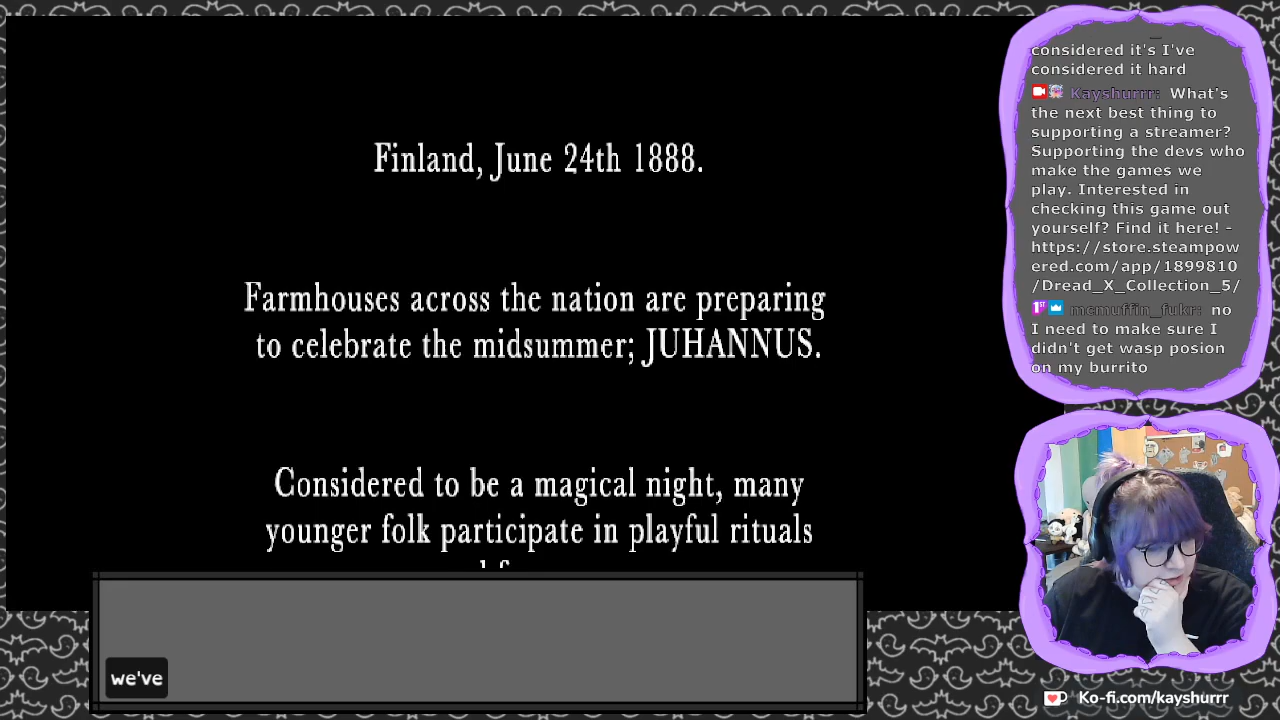 Finland, June 24th 1888.
Farmhouses across the nation are preparing
to celebrate the midsummer; JUHANNUS.
Considered to be a magical night, many
younger folk participate in playful rituals
we've
considered it's I've
considered it hard
Kayshurrr: What's
the next best thing to
supporting a streamer?
Supporting the devs who
make the games we
play. Interested in
checking this game out
yourself? Find it here! -
https://store.steampow
ered.com/app/1899810
/Dread_X_Collection_5/
1ST mcmuffin_fukr: no
I need to make sure I
didn't get wasp posion
on my burrito
Ko-fi.com/kayshurrr